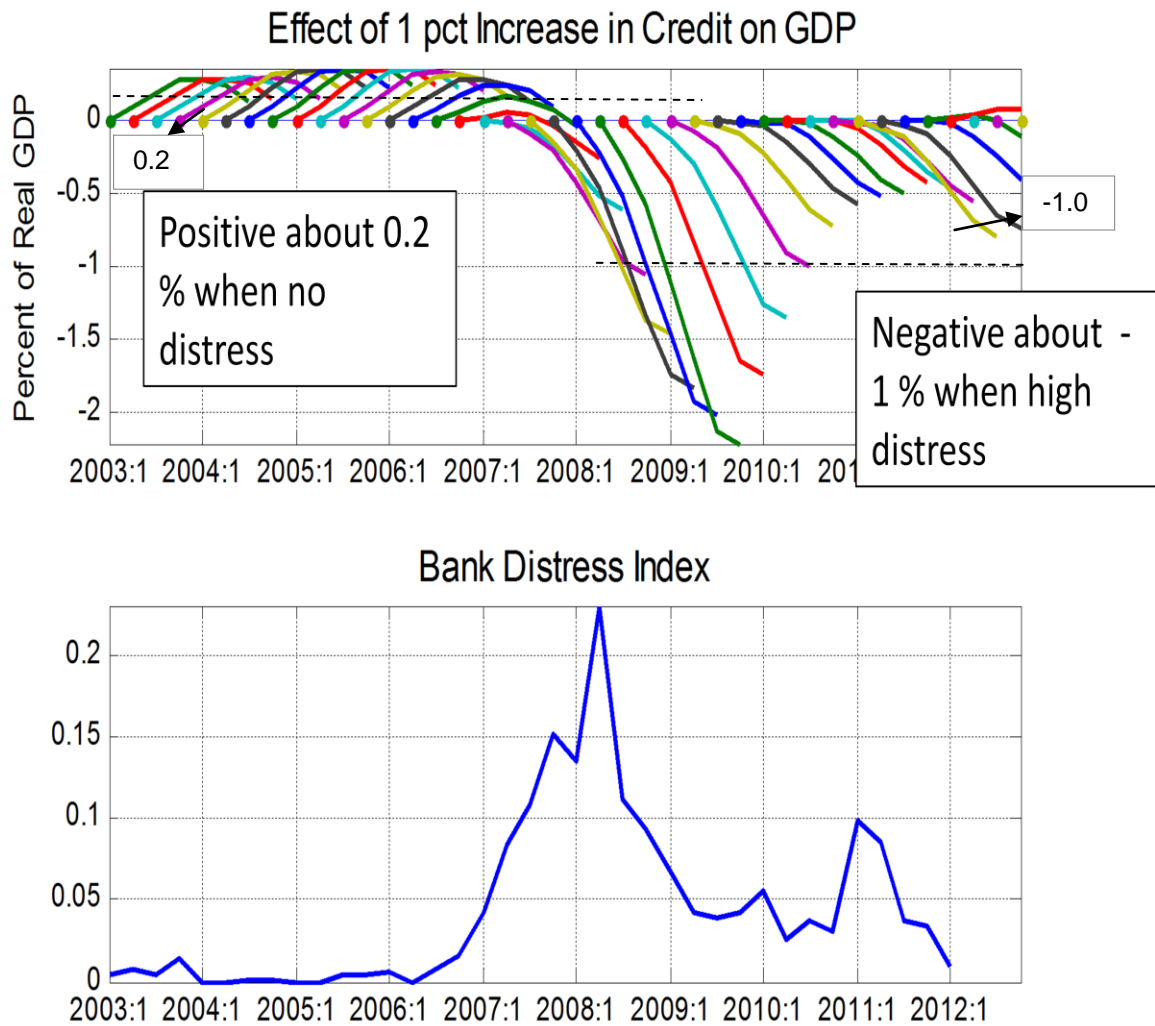 Effect of 1 pct Increase in Credit on GDP
Percent of Real GDP
0
-0.5
-1
-1.5
-2
0.2
Positive about 0.2
% when no
distress
-1.0
Negative about -
1 % when high
distress
2003:1 2004:1 2005:1 2006:1 2007:1 2008:1 2009:1 2010:1 201
Bank Distress Index
0.2
0.15
0.1
0.05
0
2003:1 2004:1 2005:1 2006:1 2007:1 2008:1 2009:1 2010:1 2011:1 2012:1